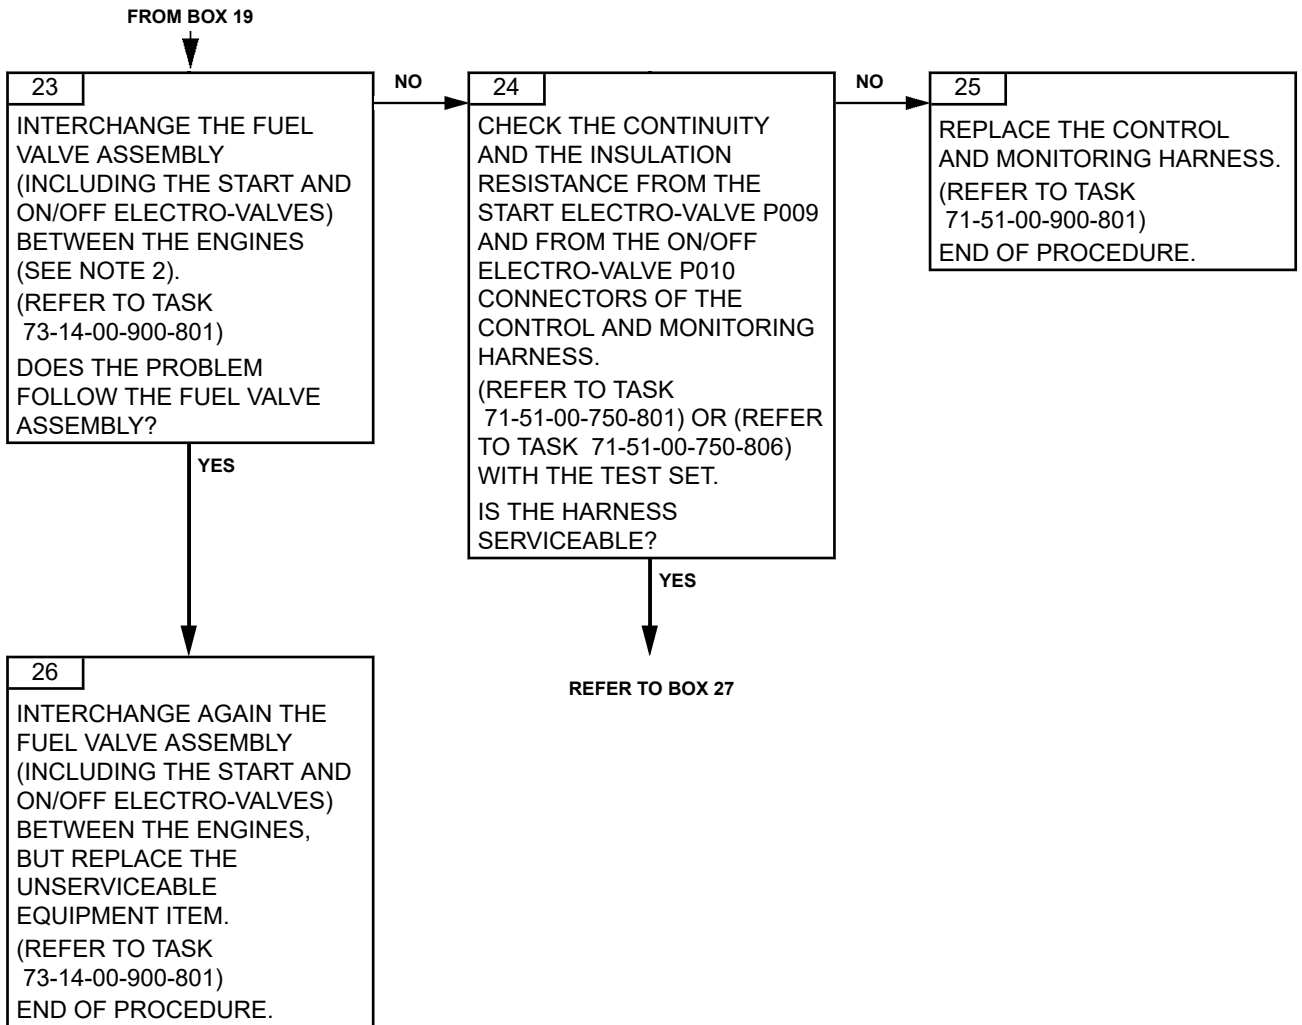 FROM BOX 19
23
INTERCHANGE THE FUEL
VALVE ASSEMBLY
(INCLUDING THE START AND
ON/OFF ELECTRO-VALVES)
BETWEEN THE ENGINES
(SEE NOTE 2).
(REFER TO TASK
73-14-00-900-801)
DOES THE PROBLEM
FOLLOW THE FUEL VALVE
ASSEMBLY?
NO
24
CHECK THE CONTINUITY
AND THE INSULATION
RESISTANCE FROM THE
START ELECTRO-VALVE P009
AND FROM THE ON/OFF
ELECTRO-VALVE P010
CONNECTORS OF THE
CONTROL AND MONITORING
HARNESS.
(REFER TO TASK
71-51-00-750-801) OR (REFER
TO TASK 71-51-00-750-806)
WITH THE TEST SET.
IS THE HARNESS
SERVICEABLE?
NO
25
REPLACE THE CONTROL
AND MONITORING HARNESS.
(REFER TO TASK
71-51-00-900-801)
END OF PROCEDURE.
YES
YES
REFER TO BOX 27
26
INTERCHANGE AGAIN THE
FUEL VALVE ASSEMBLY
(INCLUDING THE START AND
ON/OFF ELECTRO-VALVES)
BETWEEN THE ENGINES,
BUT REPLACE THE
UNSERVICEABLE
EQUIPMENT ITEM.
(REFER TO TASK
73-14-00-900-801)
END OF PROCEDURE.